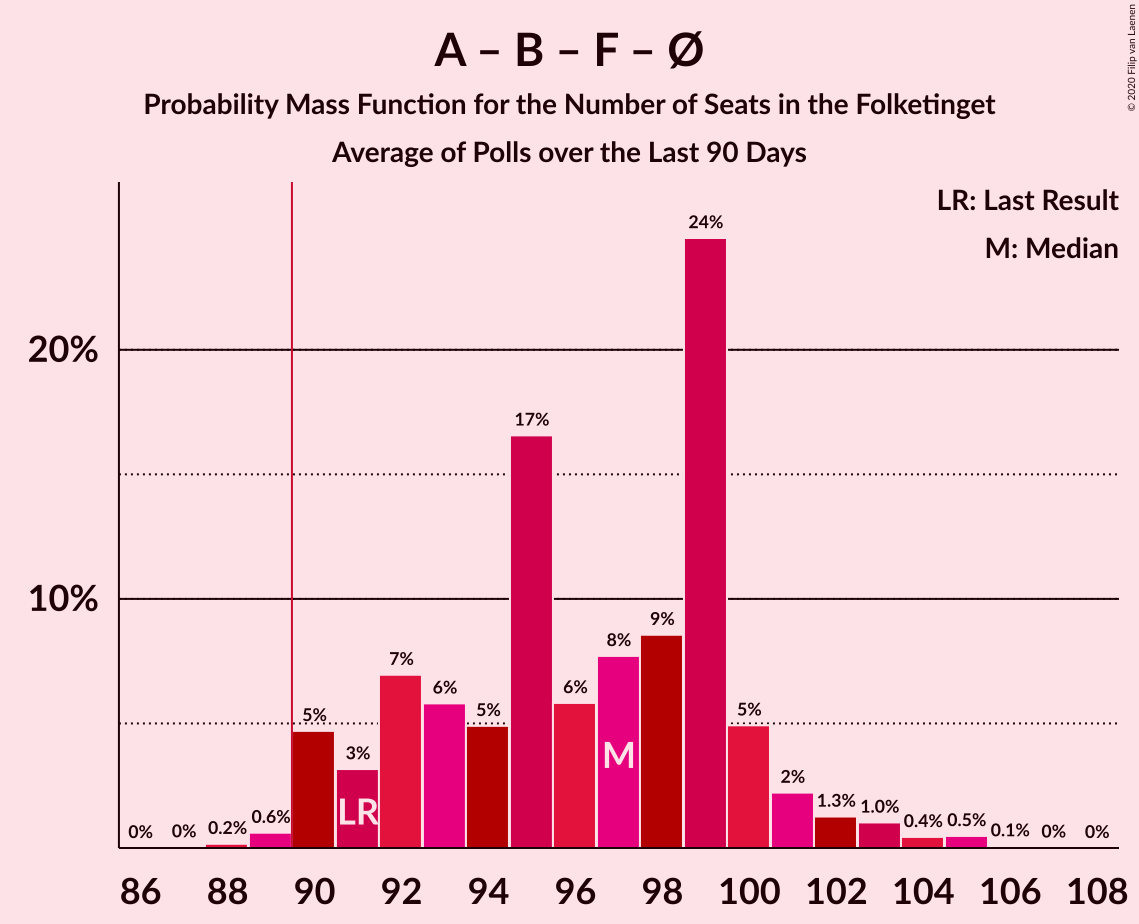 A – B – F – Ø
Probability Mass Function for the Number of Seats in the Folketinget
Average of Polls over the Last 90 Days
© 2020 Filip van Laenen
LR: Last Result
M: Median
20%
10%
0% 0% 0.2% 0.6% 5% 3% 7% 6% 5% 17% 6% 8% 9% 24% 5% 2% 1.3% 1.0% 0.4% 0.5% 0.1% 0% 0%
LR M
86 88 90 92 94 96 98 100 102 104 106 108